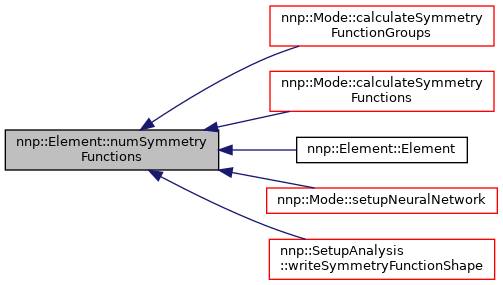 nnp::Mode::calculateSymmetry
FunctionGroups
nnp::Mode::calculateSymmetry
Functions
nnp::Element::numSymmetry
Functions
nnp::Element::Element
nnp::Mode::setupNeuralNetwork
nnp::SetupAnalysis
::writeSymmetryFunctionShape